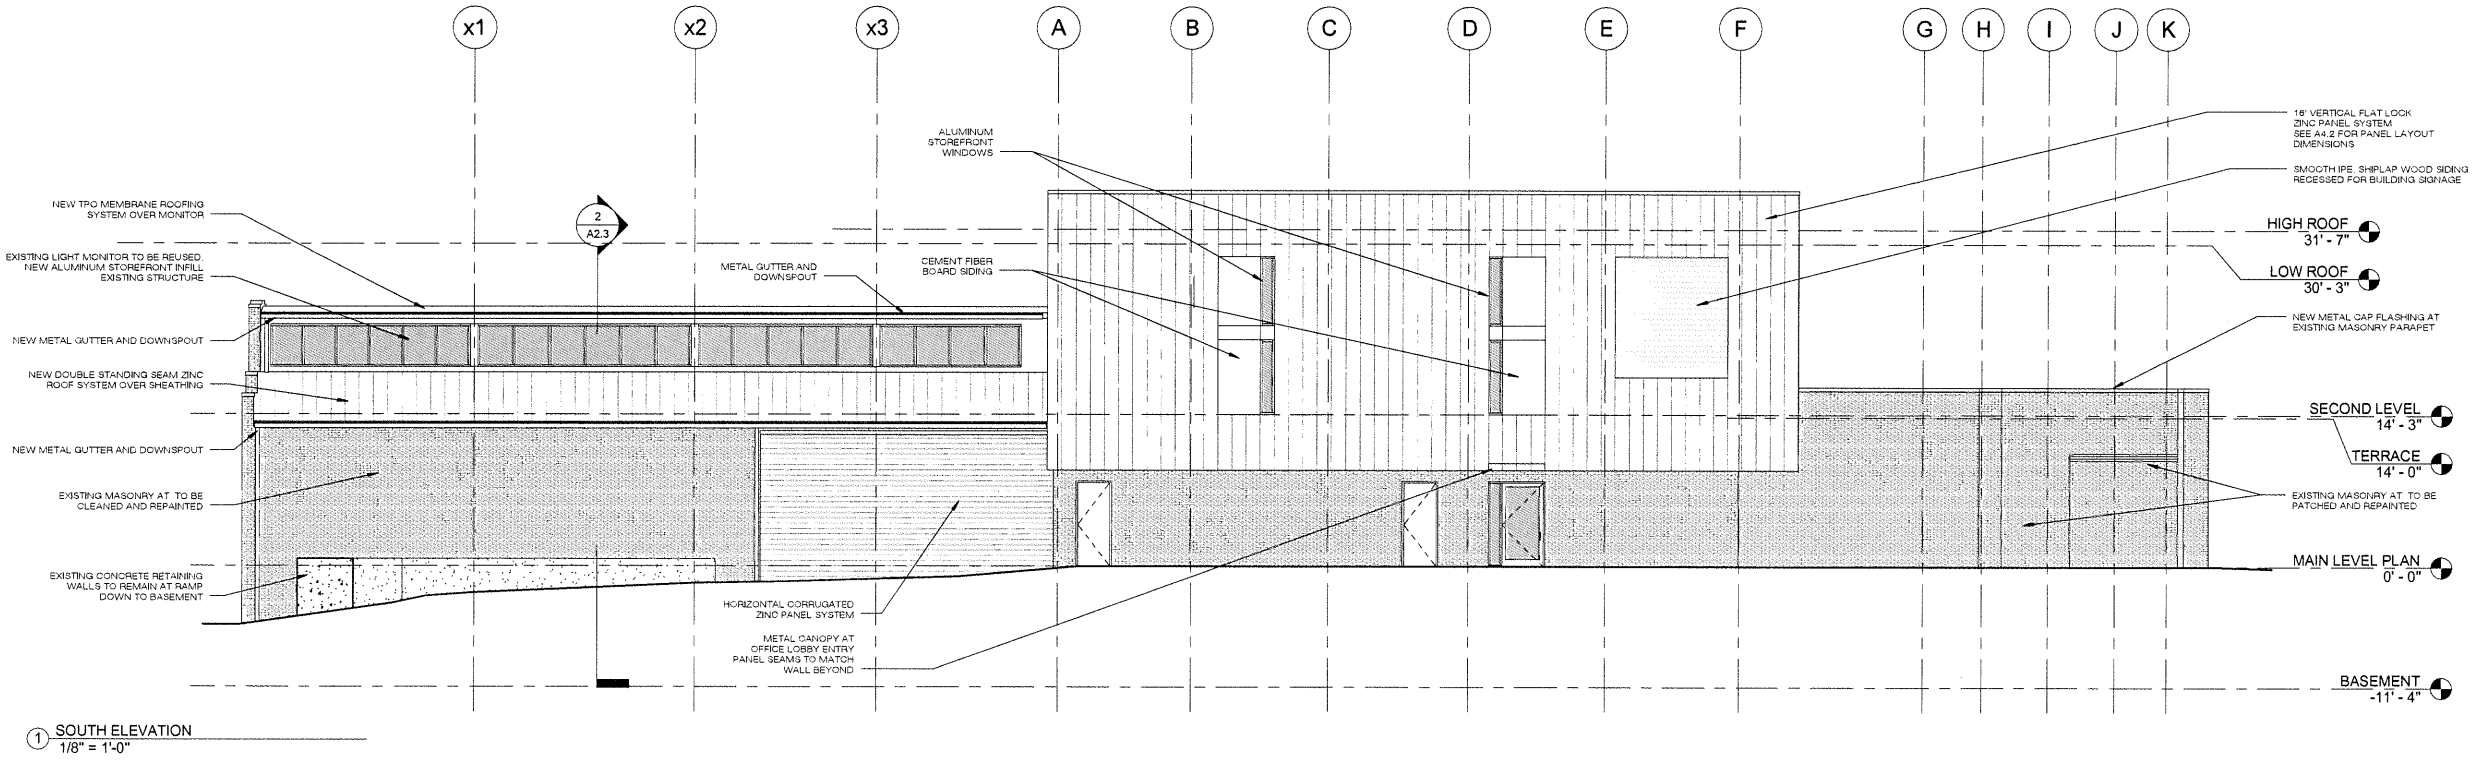 x1
x2
x3
A
B
C
D
E
F
G
H
I
J
K
ALUMINUM
STOREFRONT
WINDOWS
16" VERTICAL FLAT LOCK
ZINC PANEL SYSTEM
SEE A4.2 FOR PANEL LAYOUT
DIMENSIONS
SMOOTH IPE. SHIPLAP WOOD SIDING
RECESSED FOR BUILDING SIGNAGE
NEW TPO MEMBRANE ROOFING
SYSTEM OVER MONITOR
2
A2.3
HIGH ROOF
31' - 7"
EXISTING LIGHT MONITOR TO BE REUSED.
NEW ALUMINUM STOREFRONT INFILL
EXISTING STRUCTURE
METAL GUTTER AND
DOWNSPOUT
CEMENT FIBER
BOARD SIDING
LOW ROOF
30' - 3"
NEW METAL GUTTER AND DOWNSPOUT
NEW METAL CAP FLASHING AT
EXISTING MASONRY PARAPET
NEW DOUBLE STANDING SEAM ZINC
ROOF SYSTEM OVER SHEATHING
SECOND LEVEL
14' - 3"
NEW METAL GUTTER AND DOWNSPOUT
TERRACE
14' - 0"
EXISTING MASONRY AT TO BE
CLEANED AND REPAINTED
EXISTING MASONRY AT TO BE
PATCHED AND REPAINTED
MAIN LEVEL PLAN
0' - 0"
EXISTING CONCRETE RETAINING
WALLS TO REMAIN AT RAMP
DOWN TO BASEMENT
HORIZONTAL CORRUGATED
ZINC PANEL SYSTEM
METAL CANOPY AT
OFFICE LOBBY ENTRY
PANEL SEAMS TO MATCH
WALL BEYOND
BASEMENT
-11' - 4"
1
SOUTH ELEVATION
1/8" = 1'-0"